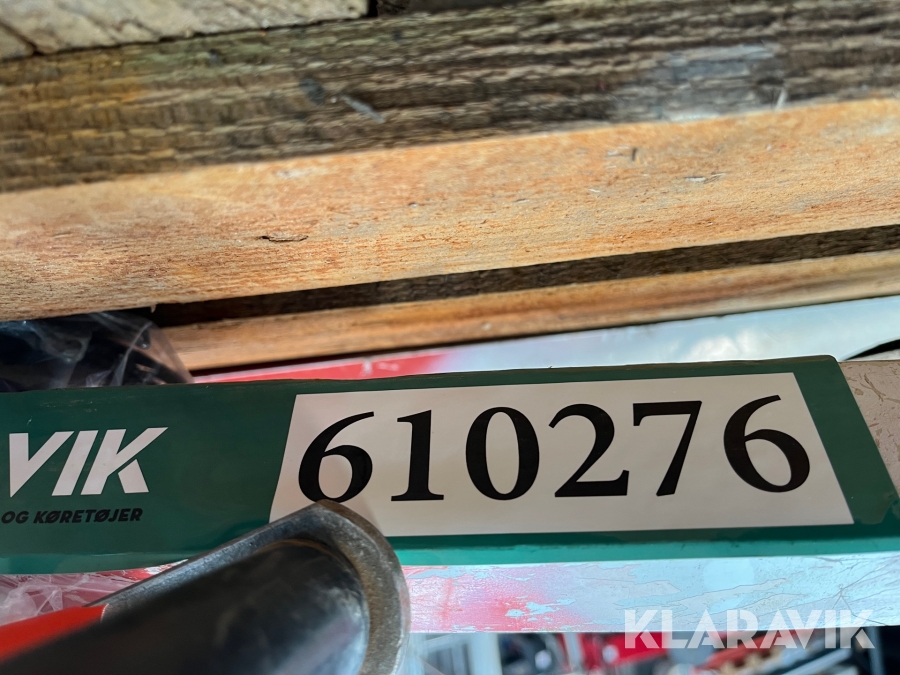 VIK
610276
OG KØRETØJER
KLARAVIK